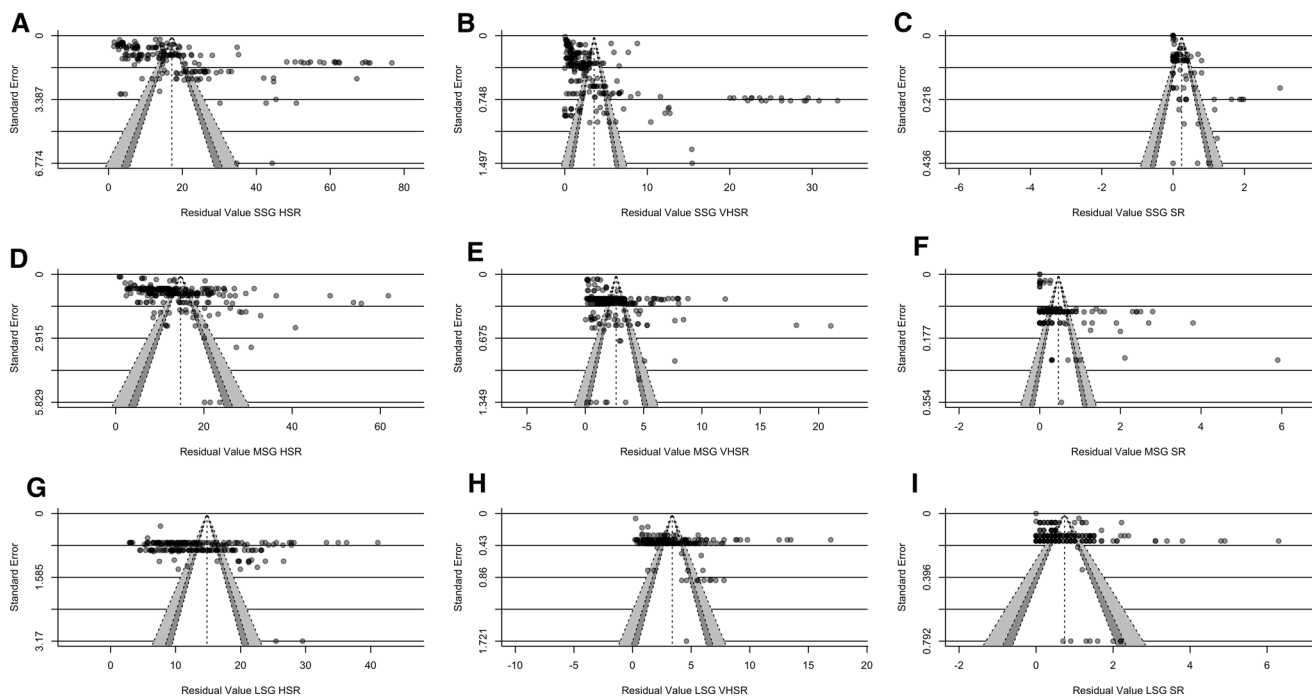 A
Standard Error
0
3.387
6.774
0
20
40
60
80
Residual Value SSG HSR
B
Standard Error
0
0.748
1.497
0
10
20
30
Residual Value SSG VHSR
C
Standard Error
0
0.218
0.436
-6
-4
-2
0
2
Residual Value SSG SR
D
Standard Error
0
2.915
5.829
0
20
40
60
Residual Value MSG HSR
E
Standard Error
0
0.675
1.349
-5
0
5
10
15
20
Residual Value MSG VHSR
F
Standard Error
0
0.177
0.354
-2
0
2
4
6
Residual Value MSG SR
G
Standard Error
0
1.585
3.17
0
10
20
30
40
Residual Value LSG HSR
H
Standard Error
0
0.43
0.86
1.721
-10
-5
0
5
10
15
20
Residual Value LSG VHSR
I
Standard Error
0
0.396
0.792
-2
0
2
4
6
Residual Value LSG SR